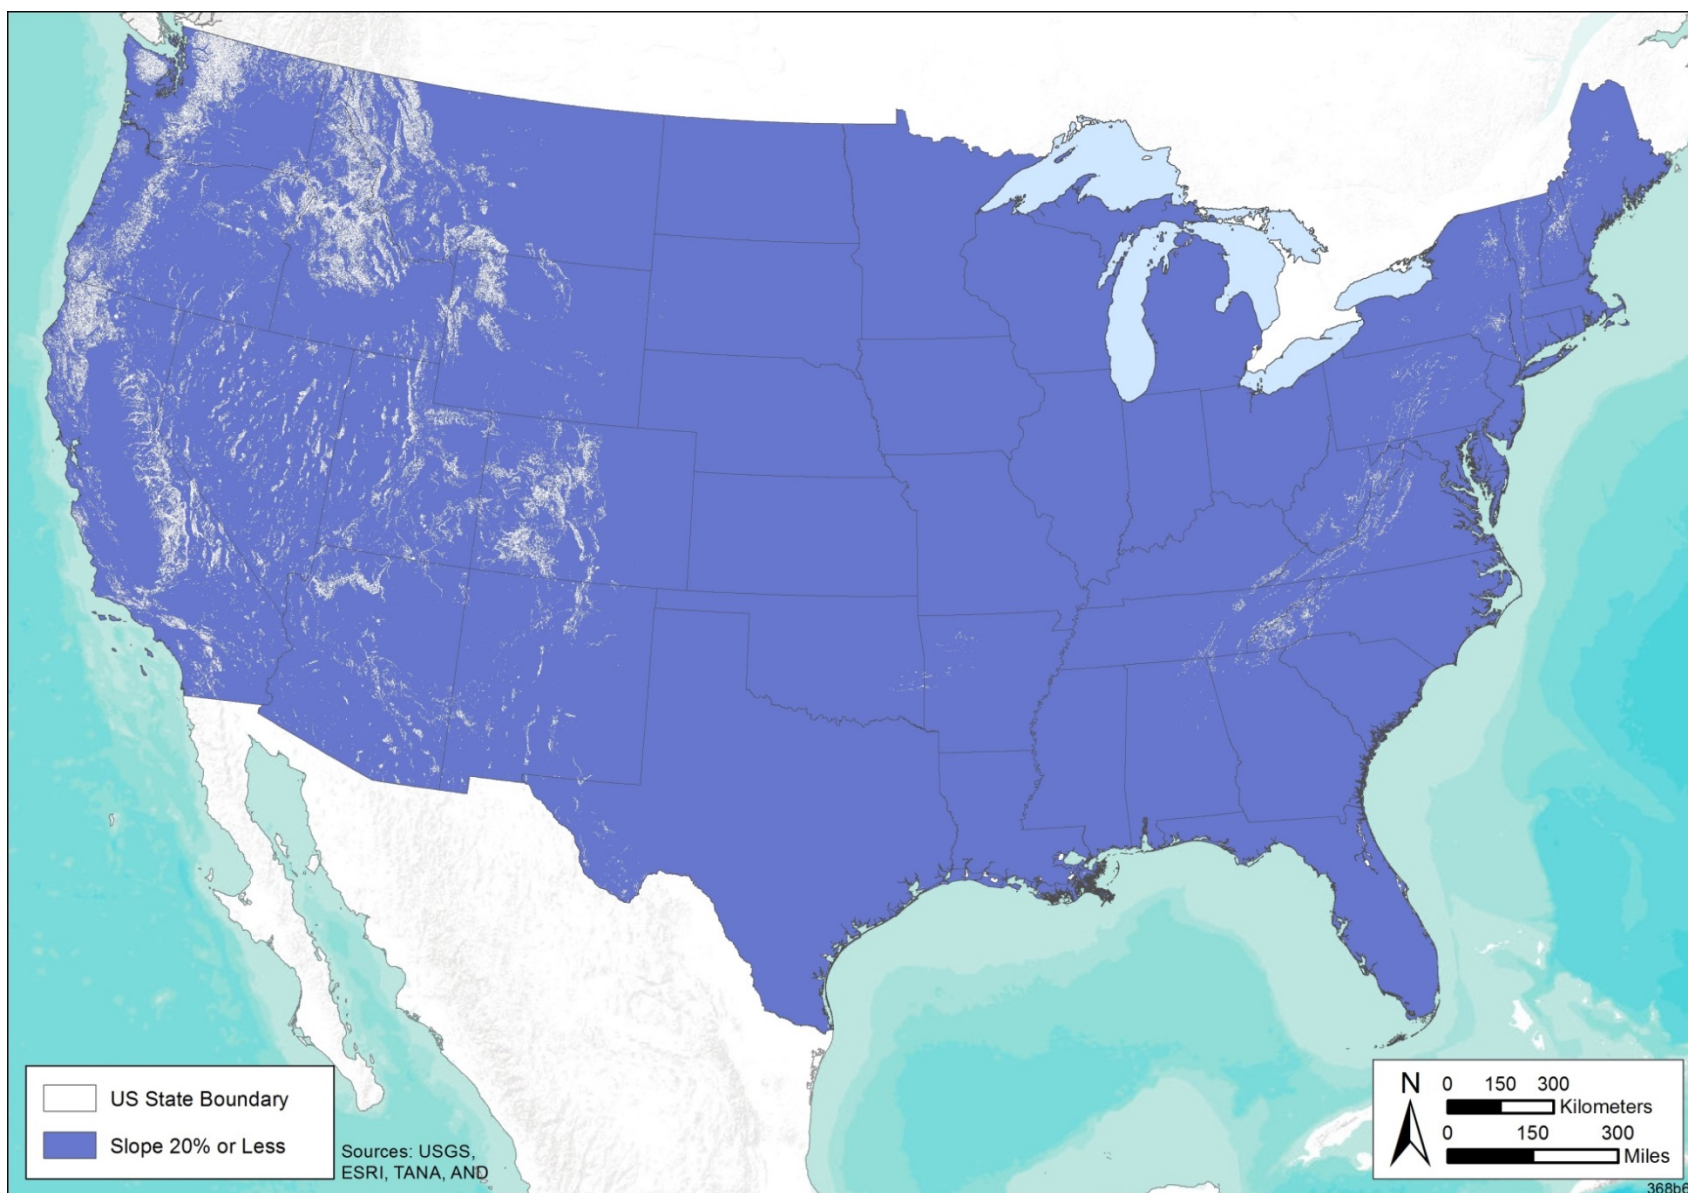 US State Boundary
Slope 20% or Less
Sources: USGS,
ESRI, TANA, AND
N
0 150 300
Kilometers
0 150 300
Miles
368b6